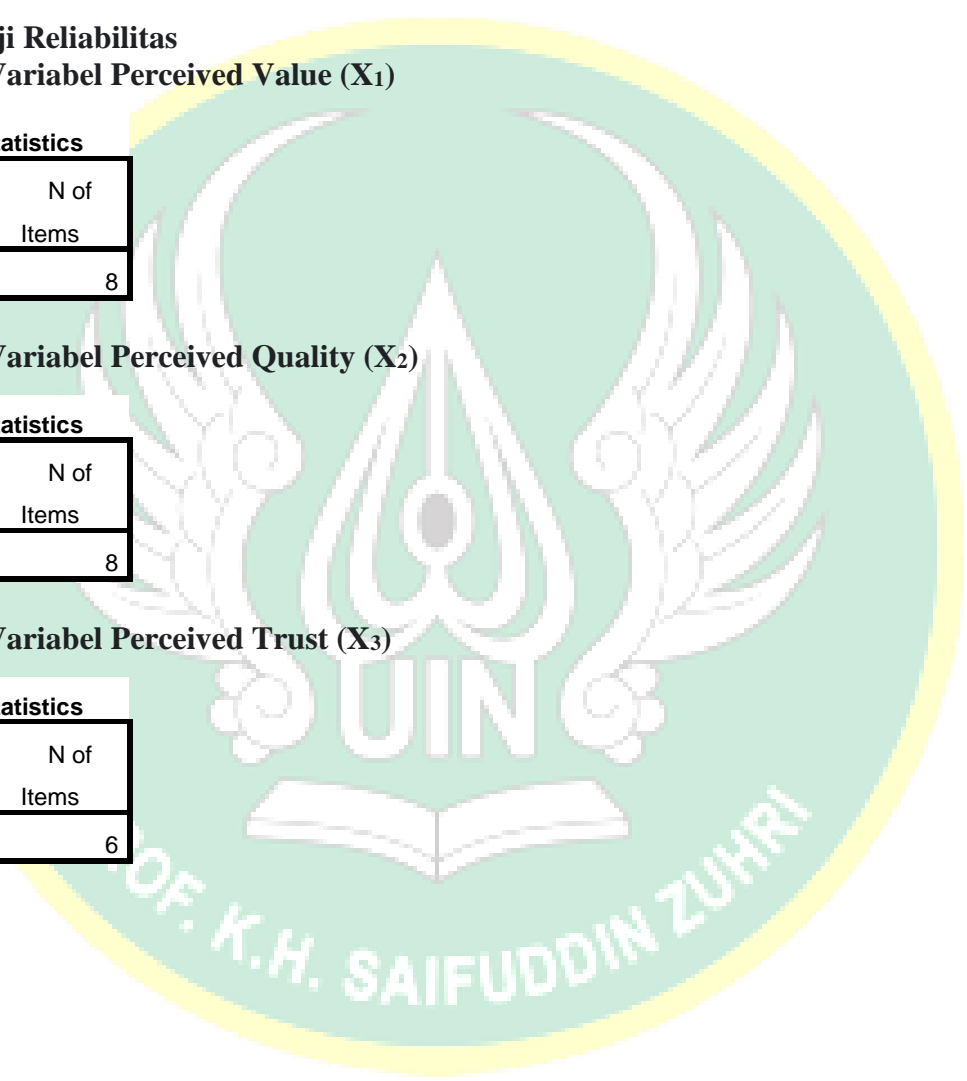 ji Reliabilitas
Variabel Perceived Value (X1)
atistics
N of
Items
8
Variabel Perceived Quality (X2)
atistics
N of
Items
8
Variabel Perceived Trust (X3)
atistics
N of
Items
6
UIN
OF. K.H. SAIFUDDIN ZUHRI